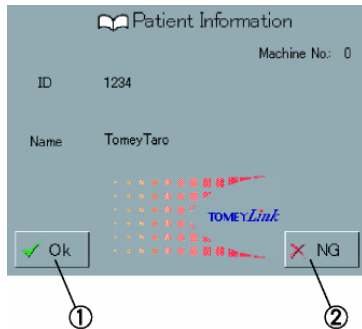 Patient Information
Machine No.: 0
ID 1234
Name TomeyTaro
TOMEYLink
Ok
NG
①
②